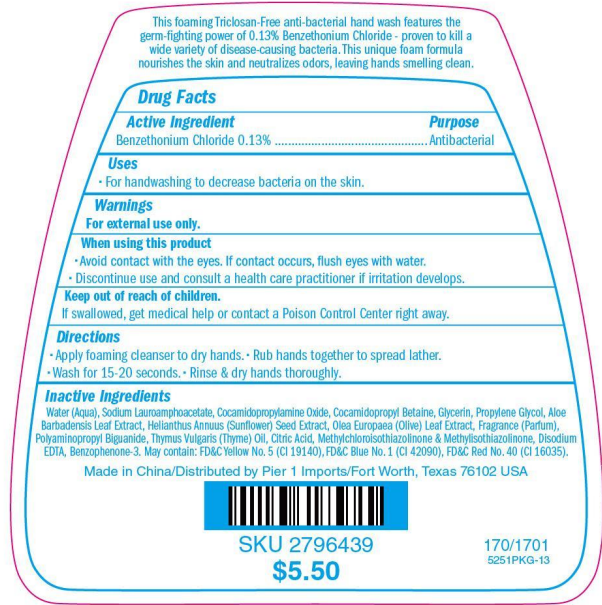 This foaming Triclosan-Free anti-bacterial hand wash features the
germ-fighting power of 0.13% Benzethonium Chloride - proven to kill a
wide variety of disease-causing bacteria. This unique foam formula
nourishes the skin and neutralizes odors, leaving hands smelling clean.
Drug Facts
Active Ingredient Purpose
Benzethonium Chloride 0.13% ............................................ Antibacterial
Uses
• For handwashing to decrease bacteria on the skin.
Warnings
For external use only.
When using this product
• Avoid contact with the eyes. If contact occurs, flush eyes with water.
• Discontinue use and consult a health care practitioner if irritation develops.
Keep out of reach of children.
If swallowed, get medical help or contact a Poison Control Center right away.
Directions
• Apply foaming cleanser to dry hands. • Rub hands together to spread lather.
• Wash for 15-20 seconds. • Rinse & dry hands thoroughly.
Inactive Ingredients
Water (Aqua), Sodium Lauroamphoacetate, Cocamidopropylamine Oxide, Cocamidopropyl Betaine, Glycerin, Propylene Glycol, Aloe
Barbadensis Leaf Extract, Helianthus Annuus (Sunflower) Seed Extract, Olea Europaea (Olive) Leaf Extract, Fragrance (Parfum),
Polyaminopropyl Biguanide, Thymus Vulgaris (Thyme) Oil, Citric Acid, Methylchloroisothiazolinone & Methylisothiazolinone, Disodium
EDTA, Benzophenone-3. May contain: FD&C Yellow No. 5 (CI 19140), FD&C Blue No. 1 (CI 42090), FD&C Red No. 40 (CI 16035).
Made in China/Distributed by Pier 1 Imports/Fort Worth, Texas 76102 USA
SKU 2796439
$5.50
170/1701
5251PKG-13